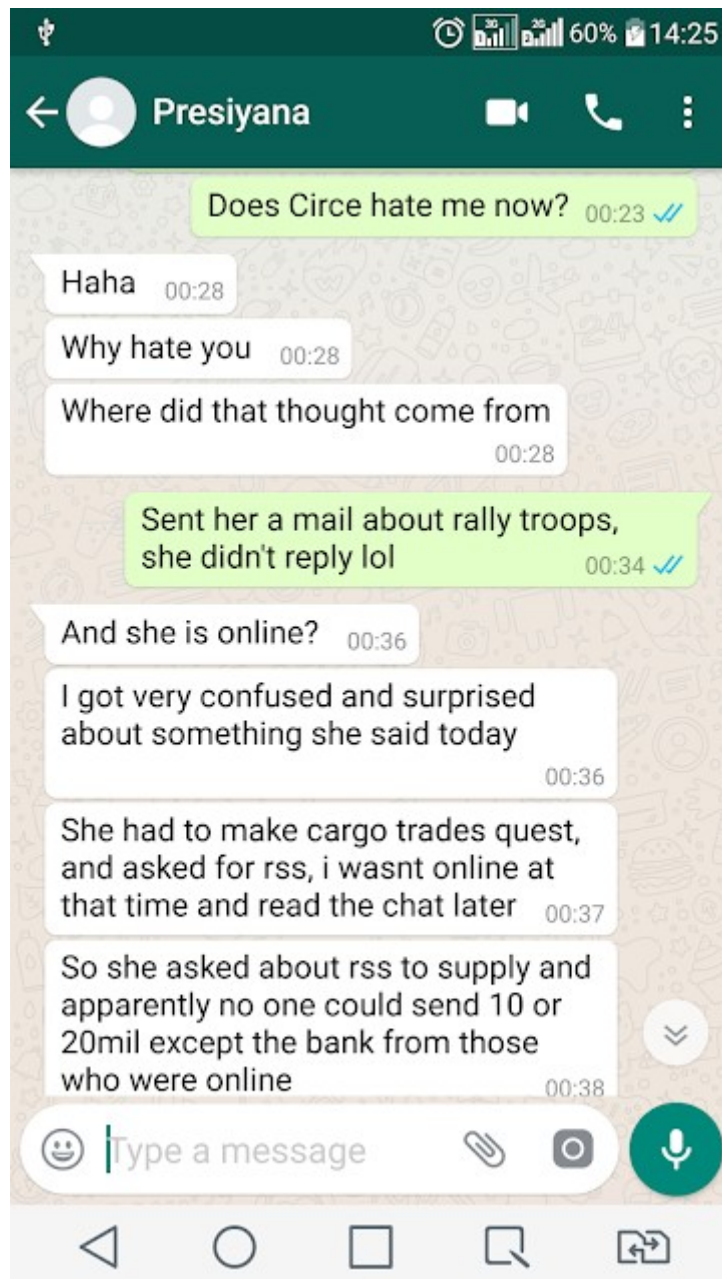 3G 3G 60% 14:25
Presiyana
Does Circe hate me now? 00:23
Haha 00:28
Why hate you 00:28
Where did that thought come from
00:28
Sent her a mail about rally troops,
she didn't reply lol 00:34
And she is online? 00:36
I got very confused and surprised
about something she said today
00:36
She had to make cargo trades quest,
and asked for rss, i wasnt online at
that time and read the chat later 00:37
So she asked about rss to supply and
apparently no one could send 10 or
20mil except the bank from those
who were online 00:38
Type a message